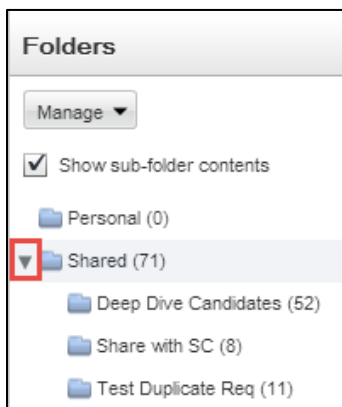 Folders
Manage
Show sub-folder contents
Personal (0)
Shared (71)
Deep Dive Candidates (52)
Share with SC (8)
Test Duplicate Req (11)